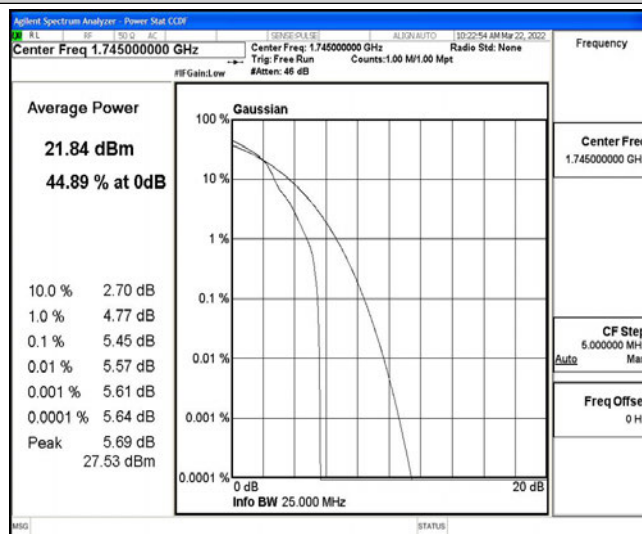 Agilent Spectrum Analyzer - Power Stat CCDF
RL RF 50 Ω AC SENSE:PULSE ALIGN AUTO 10:22:54 AM Mar 22, 2022
Center Freq 1.745000000 GHz
Center Freq: 1.745000000 GHz Radio Std: None
Trig: Free Run Counts:1.00 M/1.00 Mpt
#IFGain:Low #Atten: 46 dB
Frequency
Average Power
21.84 dBm
44.89 % at 0dB
10.0 % 2.70 dB
1.0 % 4.77 dB
0.1 % 5.45 dB
0.01 % 5.57 dB
0.001 % 5.61 dB
0.0001 % 5.64 dB
Peak 5.69 dB
27.53 dBm
Gaussian
100 %
10 %
1 %
0.1 %
0.01 %
0.001 %
0.0001 %
0 dB 20 dB
Info BW 25.000 MHz
Center Fre
1.745000000 GH
CF Step
5.000000 MH
Auto Ma
Freq Offse
0 H
MSG STATUS